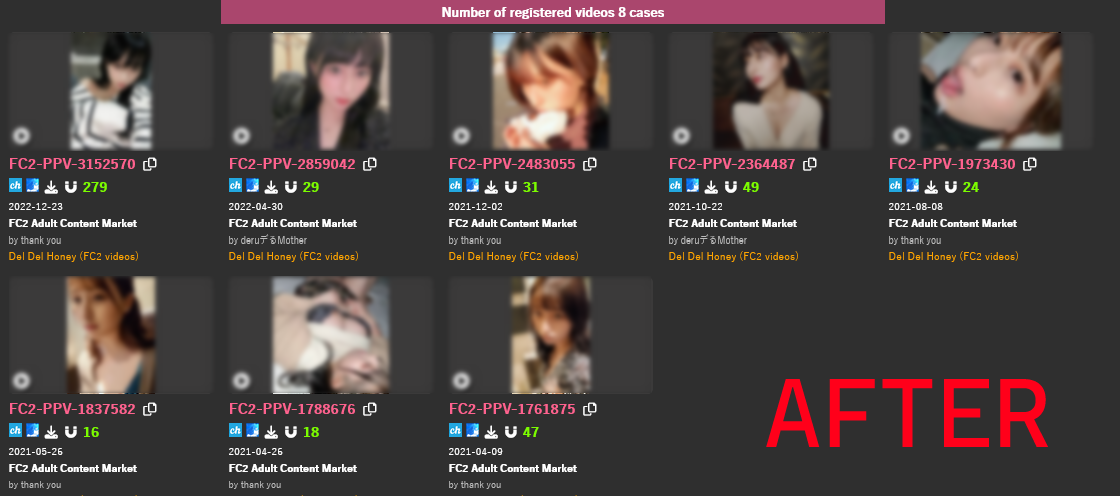 Number of registered videos 8 cases
FC2-PPV-3152570
FC2-PPV-2859042
FC2-PPV-2483055
FC2-PPV-2364487
FC2-PPV-1973430
ch 279
ch 29
ch 31
ch 49
ch 24
2022-12-23
2022-04-30
2021-12-02
2021-10-22
2021-08-08
FC2 Adult Content Market
FC2 Adult Content Market
FC2 Adult Content Market
FC2 Adult Content Market
FC2 Adult Content Market
by thank you
by deruデるMother
by thank you
by deruデるMother
by thank you
Del Del Honey (FC2 videos)
Del Del Honey (FC2 videos)
Del Del Honey (FC2 videos)
Del Del Honey (FC2 videos)
Del Del Honey (FC2 videos)
FC2-PPV-1837582
FC2-PPV-1788676
FC2-PPV-1761875
ch 16
ch 18
ch 47
2021-05-26
2021-04-26
2021-04-09
FC2 Adult Content Market
FC2 Adult Content Market
FC2 Adult Content Market
by thank you
by thank you
by thank you
AFTER